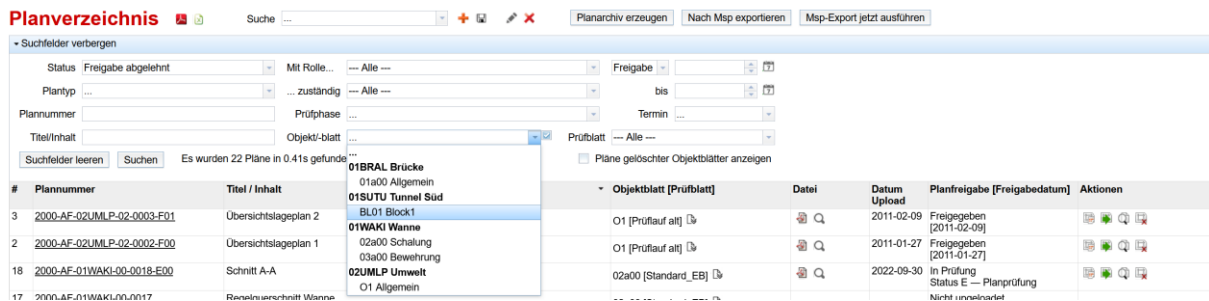 Planverzeichnis
Suche ...
Planarchiv erzeugen Nach Msp exportieren Msp-Export jetzt ausführen
Suchfelder verbergen
Status Freigabe abgelehnt Mit Rolle... --- Alle --- Freigabe
Plantyp ... ... zuständig --- Alle --- bis
Plannummer Prüfphase ... Termin ...
Titel/Inhalt Objekt/-blatt ... Prüfblatt --- Alle ---
Suchfelder leeren Suchen Es wurden 22 Pläne in 0.41s gefunde Pläne gelöschter Objektblätter anzeigen
...
01BRAL Brücke
01a00 Allgemein
01SUTU Tunnel Süd
BL01 Block1
01WAKI Wanne
02a00 Schalung
03a00 Bewehrung
02UMLP Umwelt
O1 Allgemein
# Plannummer Titel / Inhalt Objektblatt [Prüfblatt] Datei Datum Upload Planfreigabe [Freigabedatum] Aktionen
3 2000-AF-02UMLP-02-0003-F01 Übersichtslageplan 2 O1 [Prüflauf alt] 2011-02-09 Freigegeben
[2011-02-09]
2 2000-AF-02UMLP-02-0002-F00 Übersichtslageplan 1 O1 [Prüflauf alt] 2011-01-27 Freigegeben
[2011-01-27]
18 2000-AF-01WAKI-00-0018-E00 Schnitt A-A 02a00 [Standard_EB] 2022-09-30 In Prüfung
Status E — Planprüfung
17 2000-AF-01WAKI-00-0017 Regelquerschnitt Wanne Nicht upgeloadet